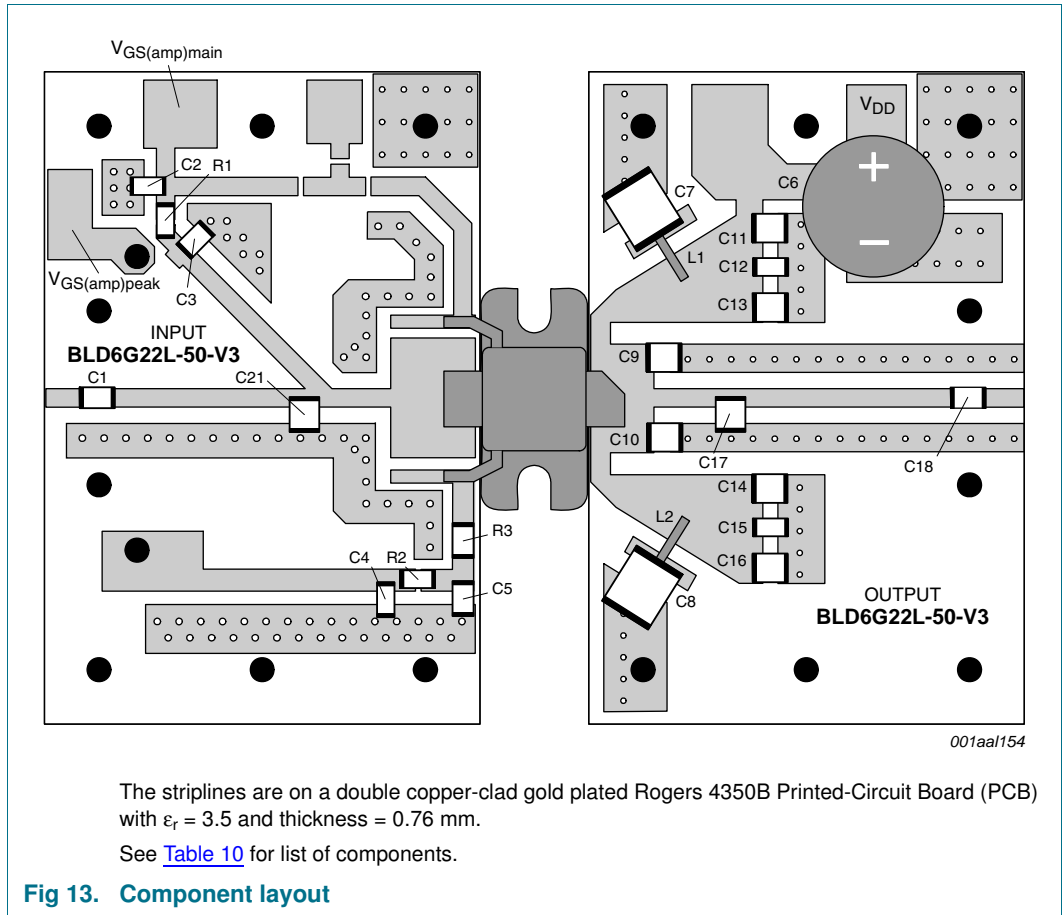 V_GS(amp)main
V_DD
+
−
C2
R1
C3
V_GS(amp)peak
INPUT
BLD6G22L-50-V3
C1
C21
C4
R2
R3
C5
C7
C6
L1
C11
C12
C13
C9
C10
C17
C18
C14
C15
C16
L2
C8
OUTPUT
BLD6G22L-50-V3
001aal154
The striplines are on a double copper-clad gold plated Rogers 4350B Printed-Circuit Board (PCB)
with εr = 3.5 and thickness = 0.76 mm.
See Table 10 for list of components.
Fig 13. Component layout